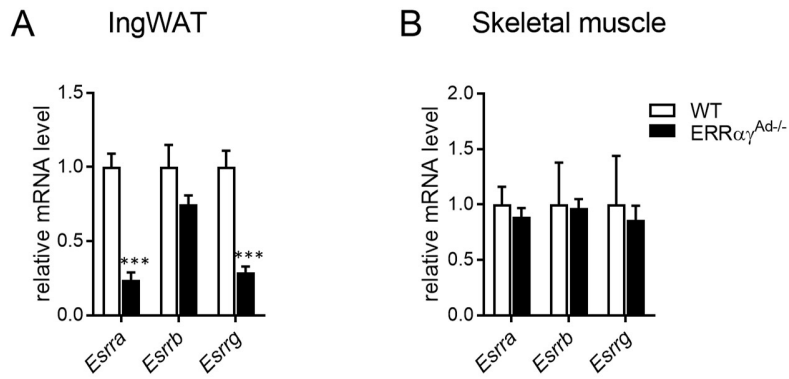 A IngWAT
relative mRNA level
1.5
1.0
0.5
0.0
***
***
Esrra
Esrrb
Esrrg
B Skeletal muscle
relative mRNA level
2.0
1.5
1.0
0.5
0.0
Esrra
Esrrb
Esrrg
WT
ERRαγAd-/-